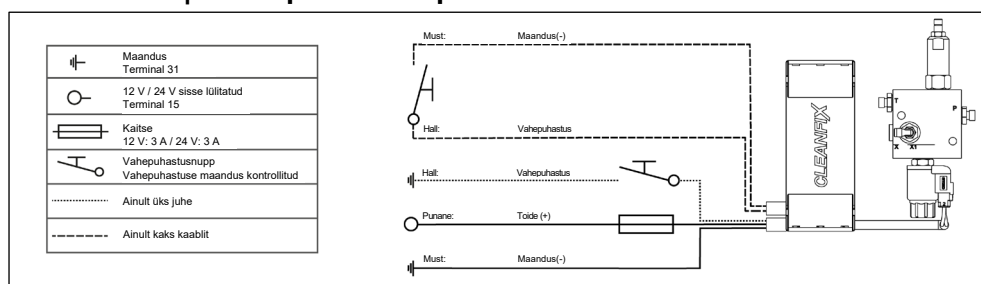 Maandus
Terminal 31
12 V / 24 V sisse lülitatud
Terminal 15
Kaitse
12 V: 3 A / 24 V: 3 A
Vahepuhastusnupp
Vahepuhastuse maandus kontrollitud
Ainult üks juhe
Ainult kaks kaablit
Must: Maandus(-)
Hall: Vahepuhastus
Hall: Vahepuhastus
Punane: Toide (+)
Must: Maandus(-)
CLEANFIX
T
P
X X1